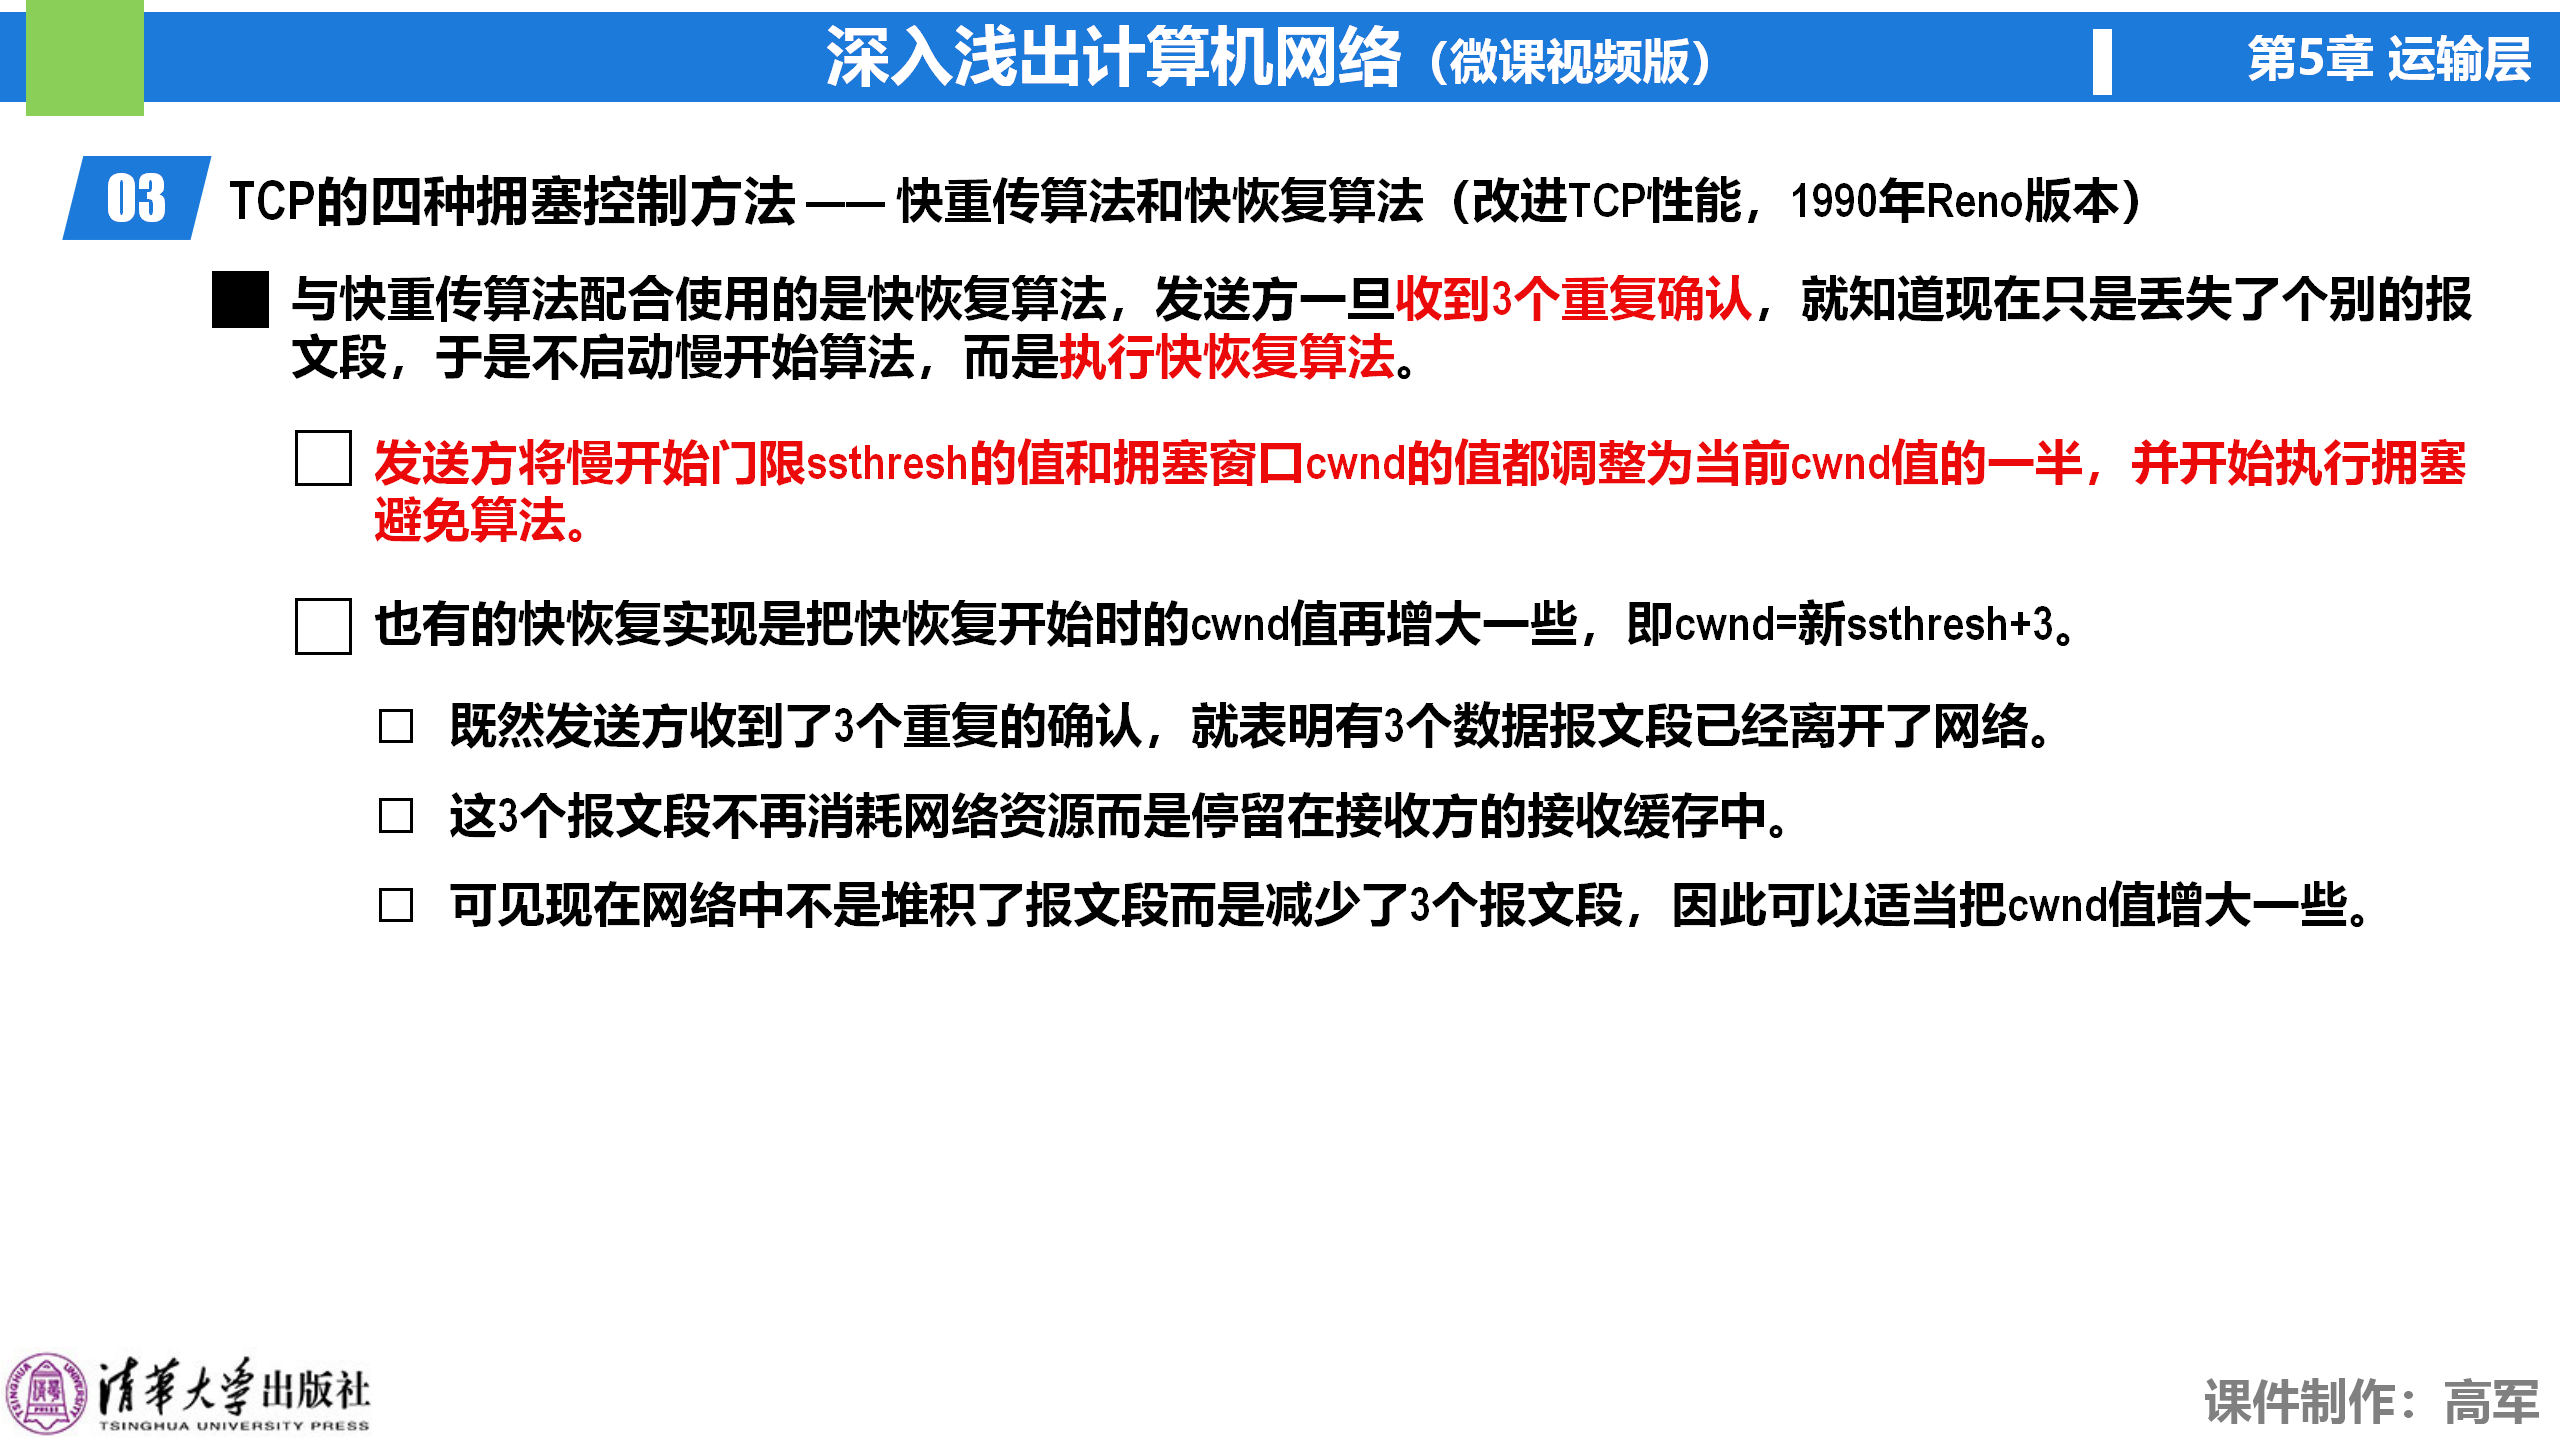 深入浅出计算机网络（微课视频版）
第5章 运输层
03 TCP的四种拥塞控制方法 —— 快重传算法和快恢复算法（改进TCP性能，1990年Reno版本）
与快重传算法配合使用的是快恢复算法，发送方一旦收到3个重复确认，就知道现在只是丢失了个别的报
文段，于是不启动慢开始算法，而是执行快恢复算法。
发送方将慢开始门限ssthresh的值和拥塞窗口cwnd的值都调整为当前cwnd值的一半，并开始执行拥塞
避免算法。
也有的快恢复实现是把快恢复开始时的cwnd值再增大一些，即cwnd=新ssthresh+3。
既然发送方收到了3个重复的确认，就表明有3个数据报文段已经离开了网络。
这3个报文段不再消耗网络资源而是停留在接收方的接收缓存中。
可见现在网络中不是堆积了报文段而是减少了3个报文段，因此可以适当把cwnd值增大一些。
清華大学出版社
TSINGHUA UNIVERSITY PRESS
课件制作：高军